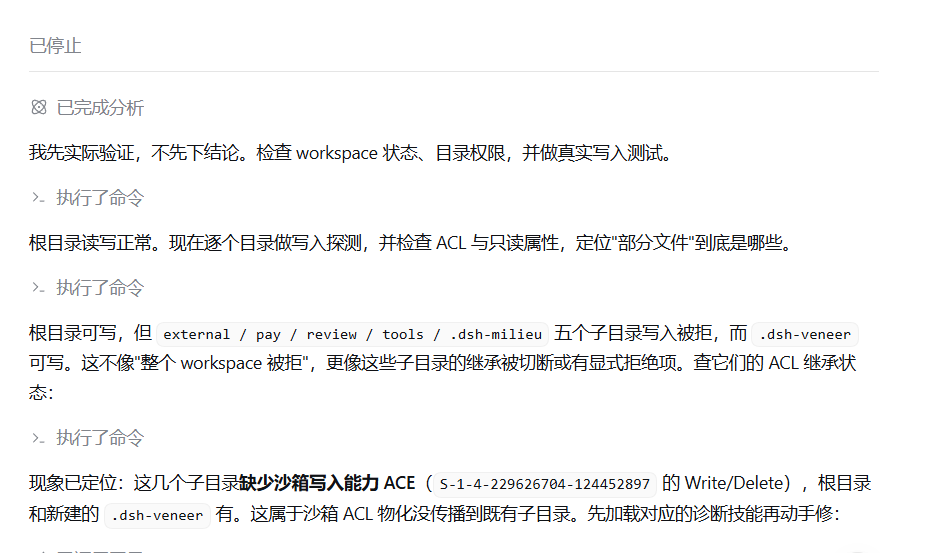 已停止
已完成分析
我先实际验证，不先下结论。检查 workspace 状态、目录权限，并做真实写入测试。
执行了命令
根目录读写正常。现在逐个目录做写入探测，并检查 ACL 与只读属性，定位"部分文件"到底是哪些。
执行了命令
根目录可写，但 external / pay / review / tools / .dsh-milieu 五个子目录写入被拒，而 .dsh-veneer
可写。这不像"整个 workspace 被拒"，更像这些子目录的继承被切断或有显式拒绝项。查它们的 ACL 继承状
态：
执行了命令
现象已定位：这几个子目录缺少沙箱写入能力 ACE（ S-1-4-229626704-124452897 的 Write/Delete），根目录
和新建的 .dsh-veneer 有。这属于沙箱 ACL 物化没传播到既有子目录。先加载对应的诊断技能再动手修：